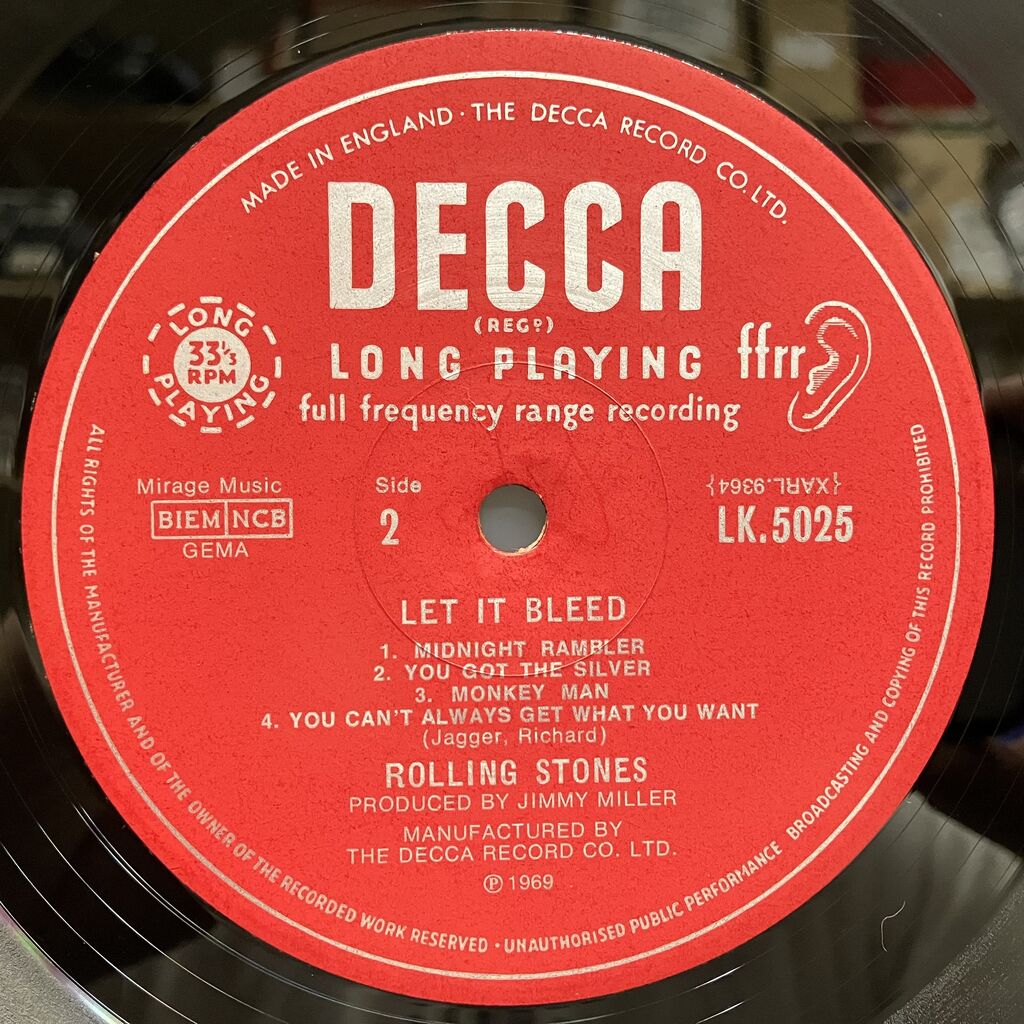 MADE IN ENGLAND · THE DECCA RECORD CO. LTD.
DECCA
(REGD)
LONG PLAYING
33⅓
RPM
LONG PLAYING
ffrr
full frequency range recording
Mirage Music
BIEM NCB
GEMA
Side
2
{XARL.9364}
LK.5025
LET IT BLEED
1. MIDNIGHT RAMBLER
2. YOU GOT THE SILVER
3. MONKEY MAN
4. YOU CAN'T ALWAYS GET WHAT YOU WANT
(Jagger, Richard)
ROLLING STONES
PRODUCED BY JIMMY MILLER
MANUFACTURED BY
THE DECCA RECORD CO. LTD.
Ⓟ 1969
ALL RIGHTS OF THE MANUFACTURER AND OF THE OWNER OF THE RECORDED WORK RESERVED · UNAUTHORISED PUBLIC PERFORMANCE BROADCASTING AND COPYING OF THIS RECORD PROHIBITED